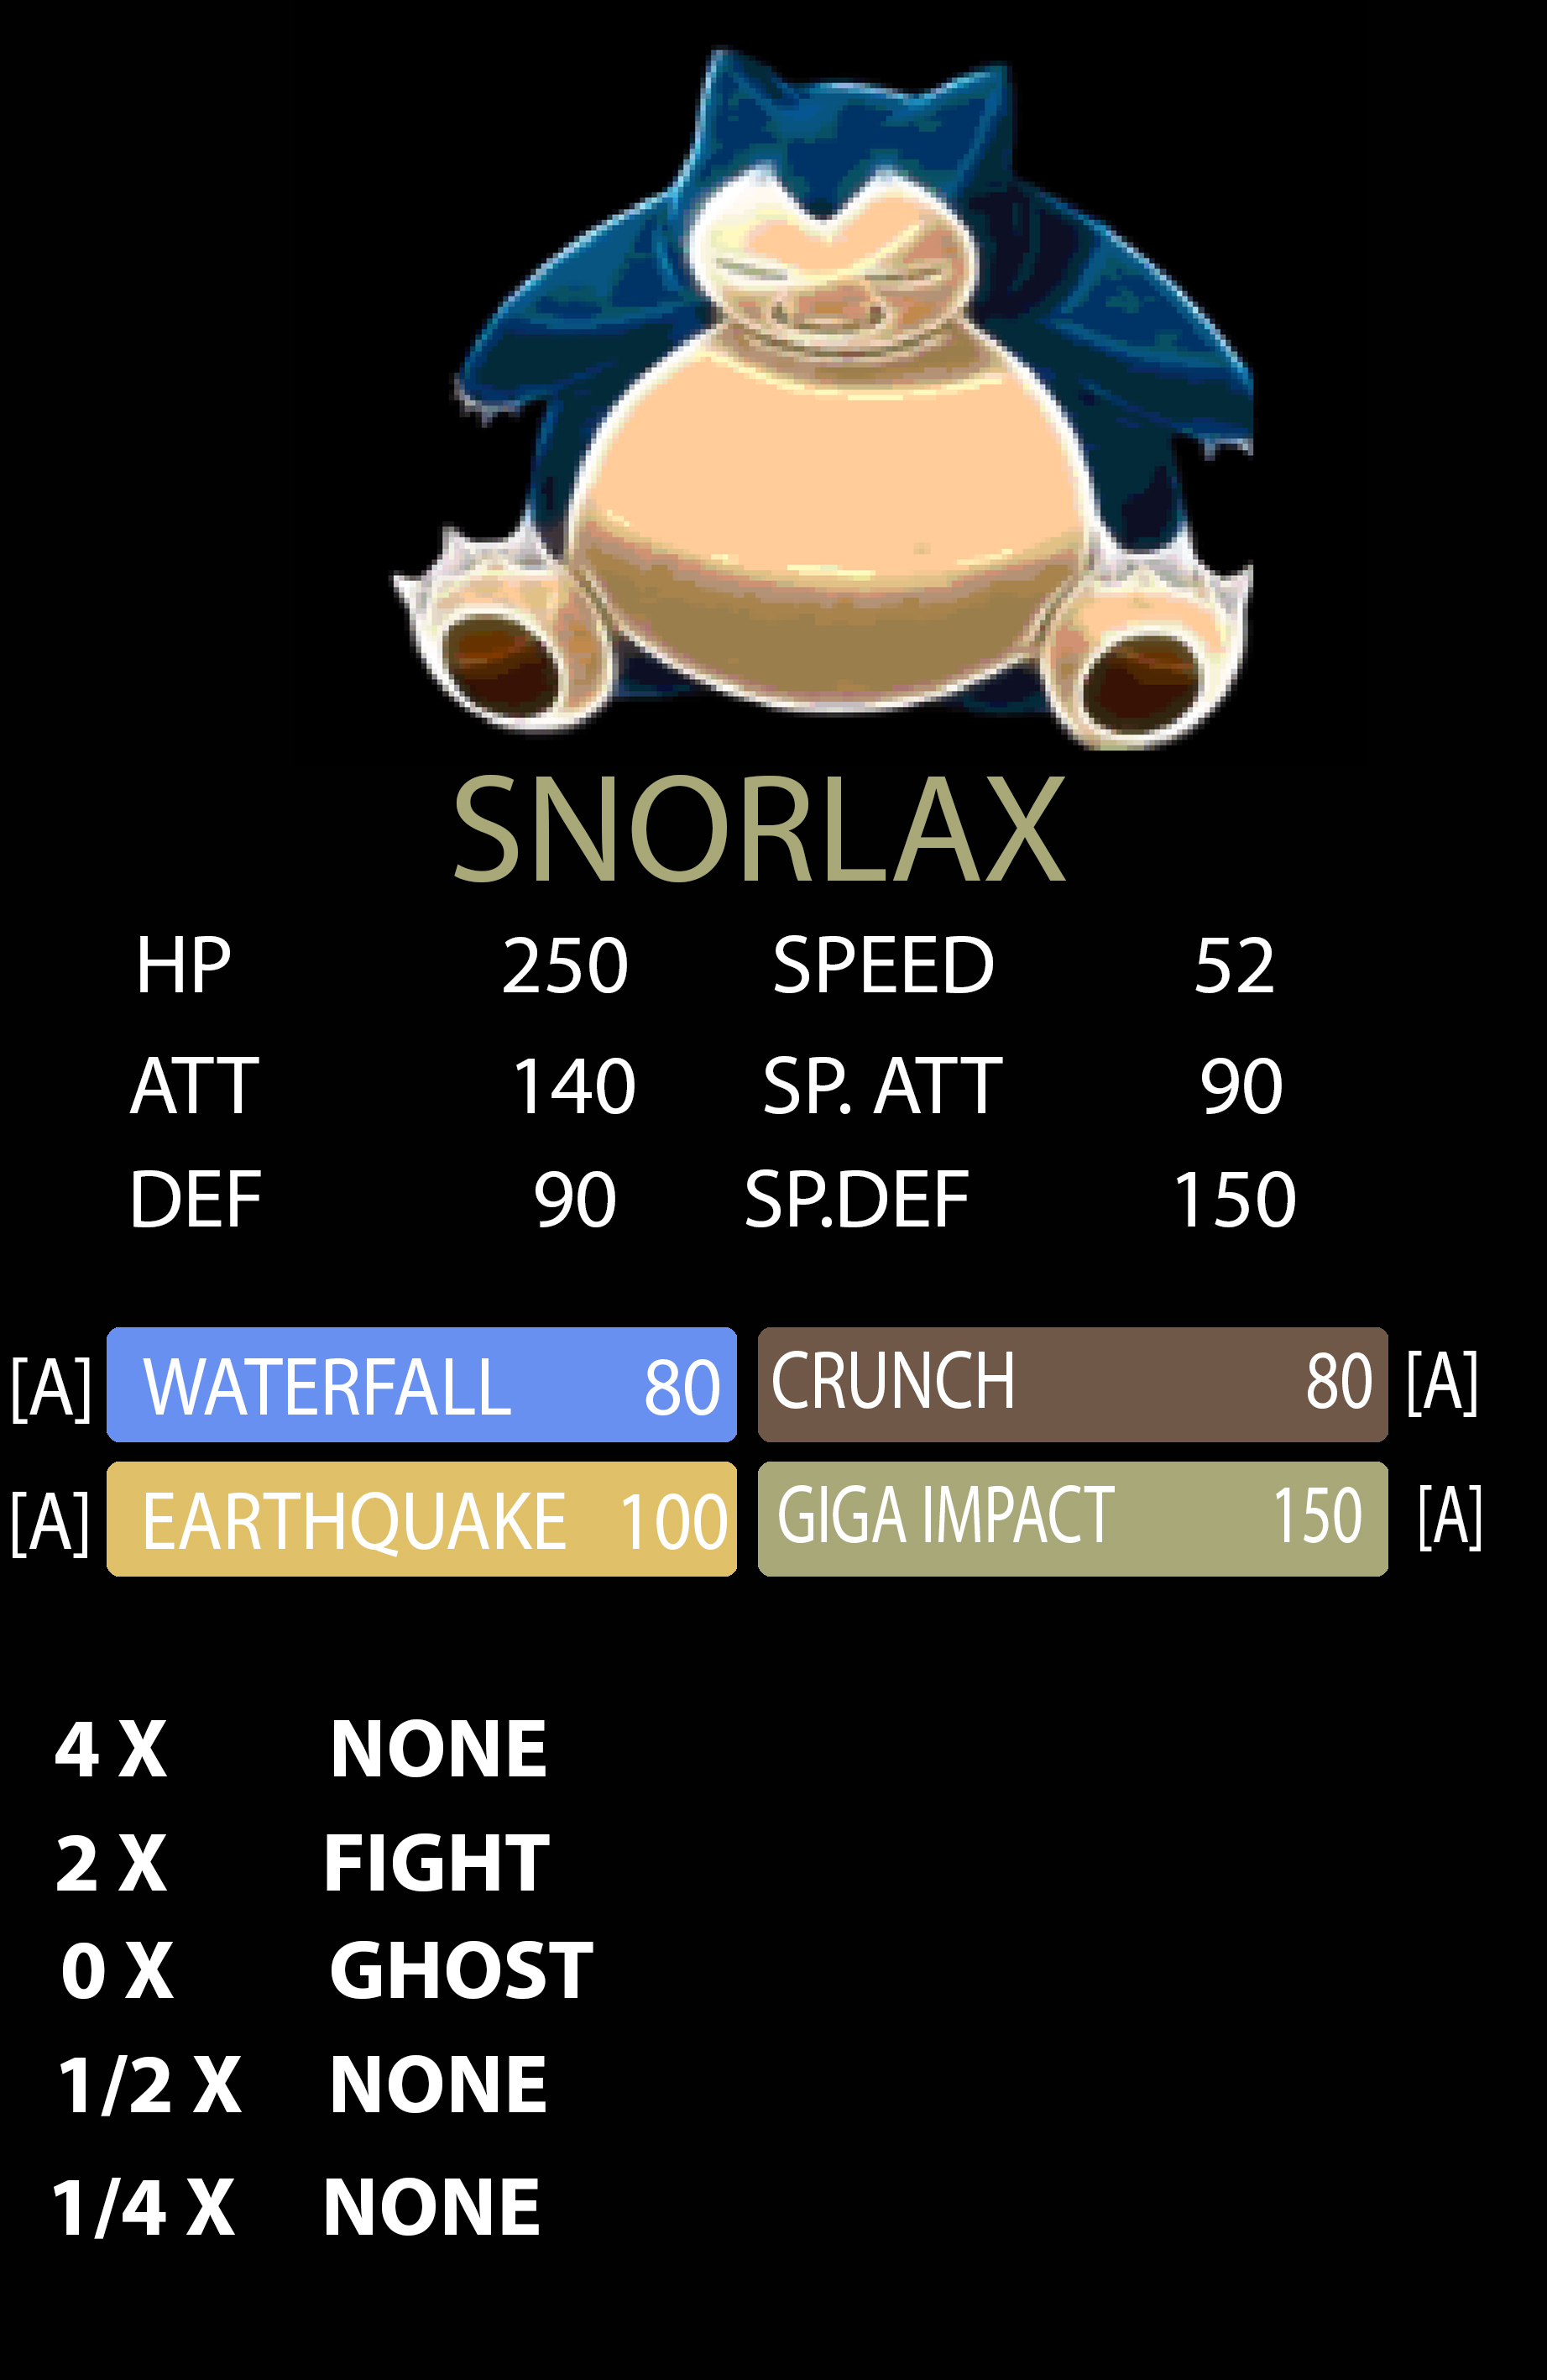 SNORLAX
HP 250 SPEED 52
ATT 140 SP. ATT 90
DEF 90 SP.DEF 150
[A] WATERFALL 80 CRUNCH 80 [A]
[A] EARTHQUAKE 100 GIGA IMPACT 150 [A]
4 X NONE
2 X FIGHT
0 X GHOST
1/2 X NONE
1/4 X NONE